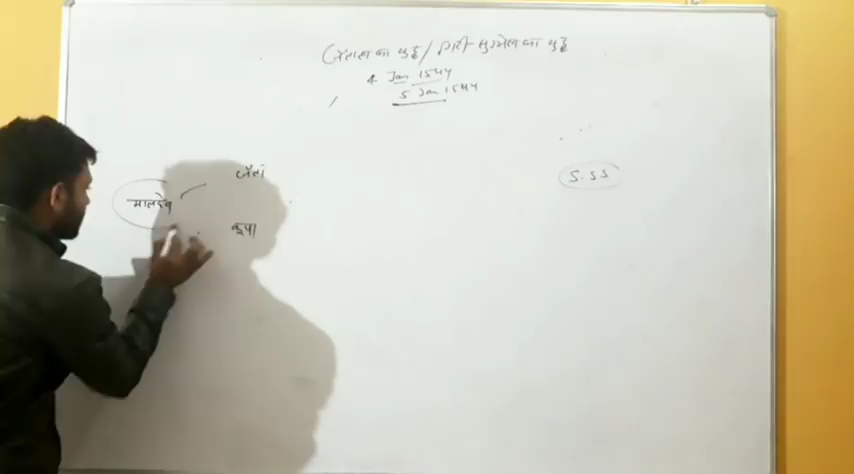 जैतारण का युद्ध / गिरी सुमेल का युद्ध
4 Jan 1544
5 Jan 1544
जैता
मालदेव
S.S.S
कूपा